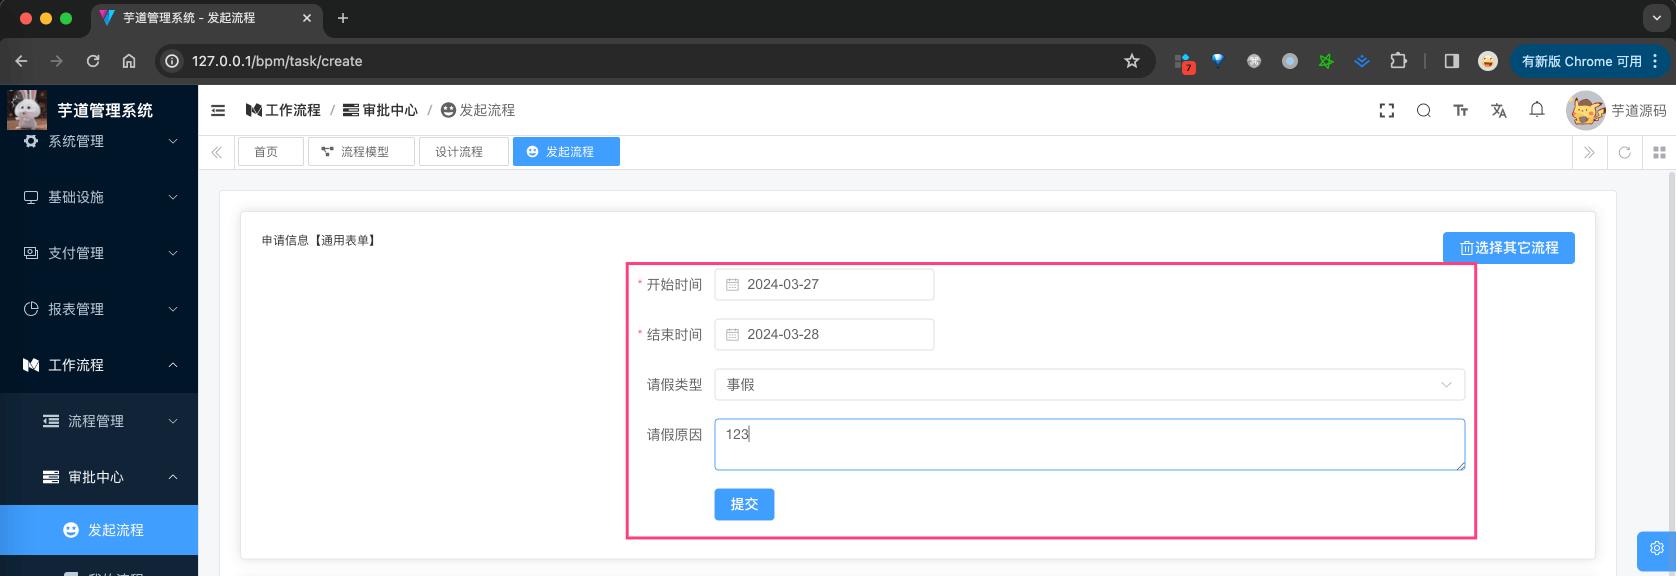 芋道管理系统 - 发起流程
127.0.0.1/bpm/task/create
7
有新版 Chrome 可用
芋道管理系统
工作流程 / 审批中心 / 发起流程
芋道源码
系统管理
首页
流程模型
设计流程
发起流程
基础设施
支付管理
报表管理
工作流程
流程管理
审批中心
发起流程
我的流程
申请信息【通用表单】
选择其它流程
* 开始时间 2024-03-27
* 结束时间 2024-03-28
请假类型 事假
请假原因 123
提交